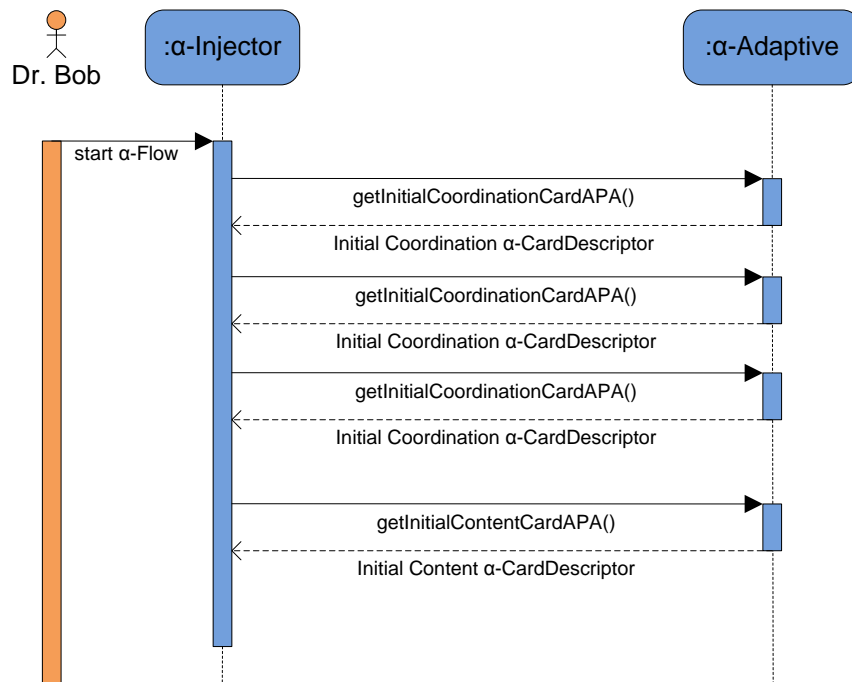 :α-Injector
:α-Adaptive
Dr. Bob
start α-Flow
getInitialCoordinationCardAPA()
Initial Coordination α-CardDescriptor
getInitialCoordinationCardAPA()
Initial Coordination α-CardDescriptor
getInitialCoordinationCardAPA()
Initial Coordination α-CardDescriptor
getInitialContentCardAPA()
Initial Content α-CardDescriptor